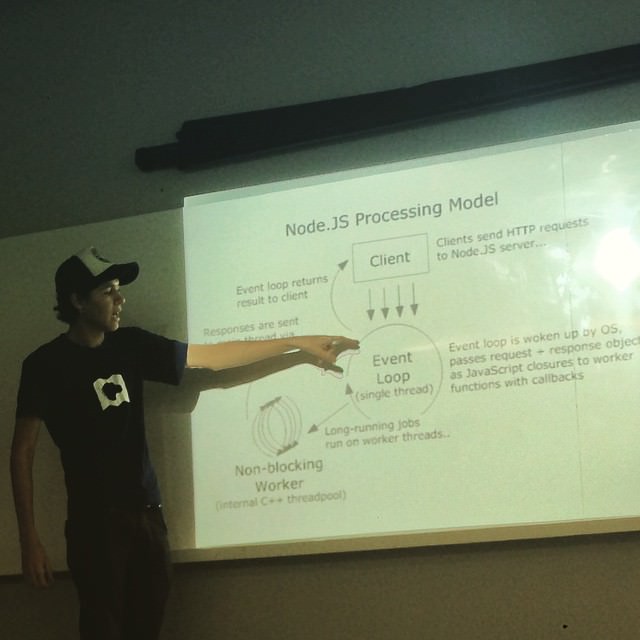 Node.JS Processing Model
Client
Clients send HTTP requests
to Node.JS server...
Event loop returns
result to client
Responses are sent
thread via
Event
Loop
(single thread)
Event loop is woken up by OS,
passes request + response object
as JavaScript closures to worker
functions with callbacks
Long-running jobs
run on worker threads..
Non-blocking
Worker
(internal C++ threadpool)